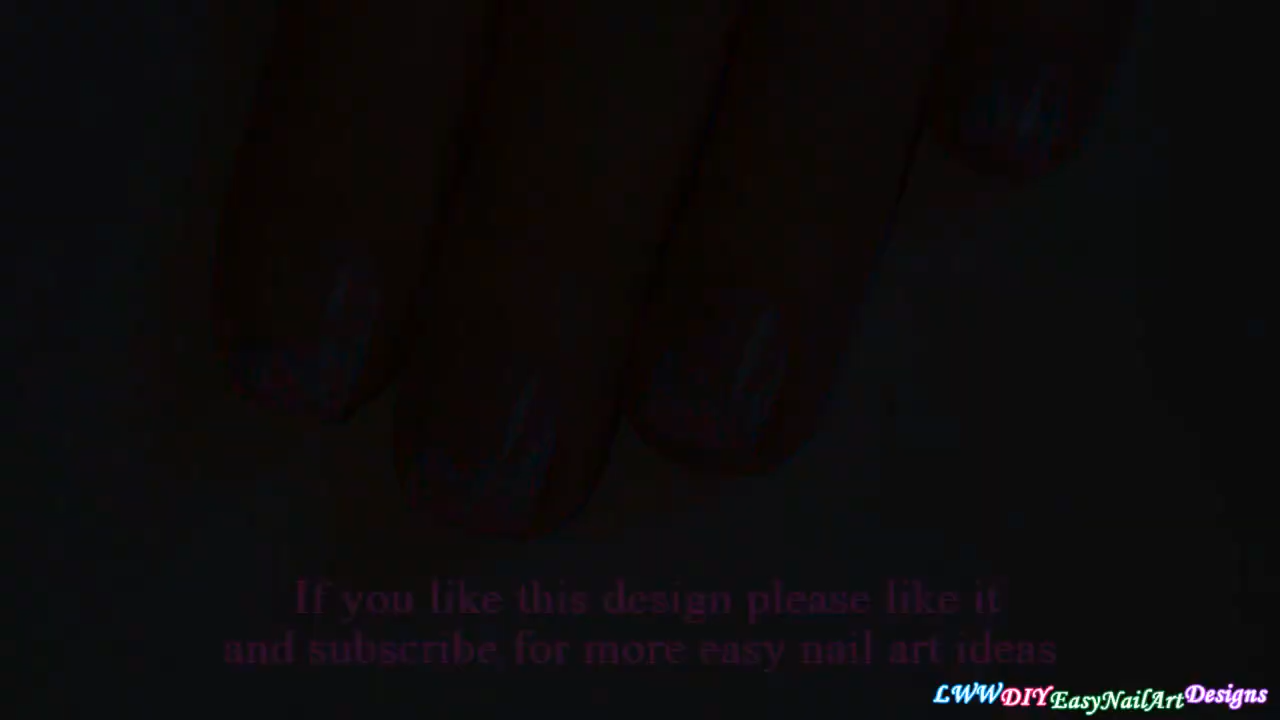 If you like this design please like it
and subscribe for more easy nail art ideas
LWWDIYEasyNailArtDesigns